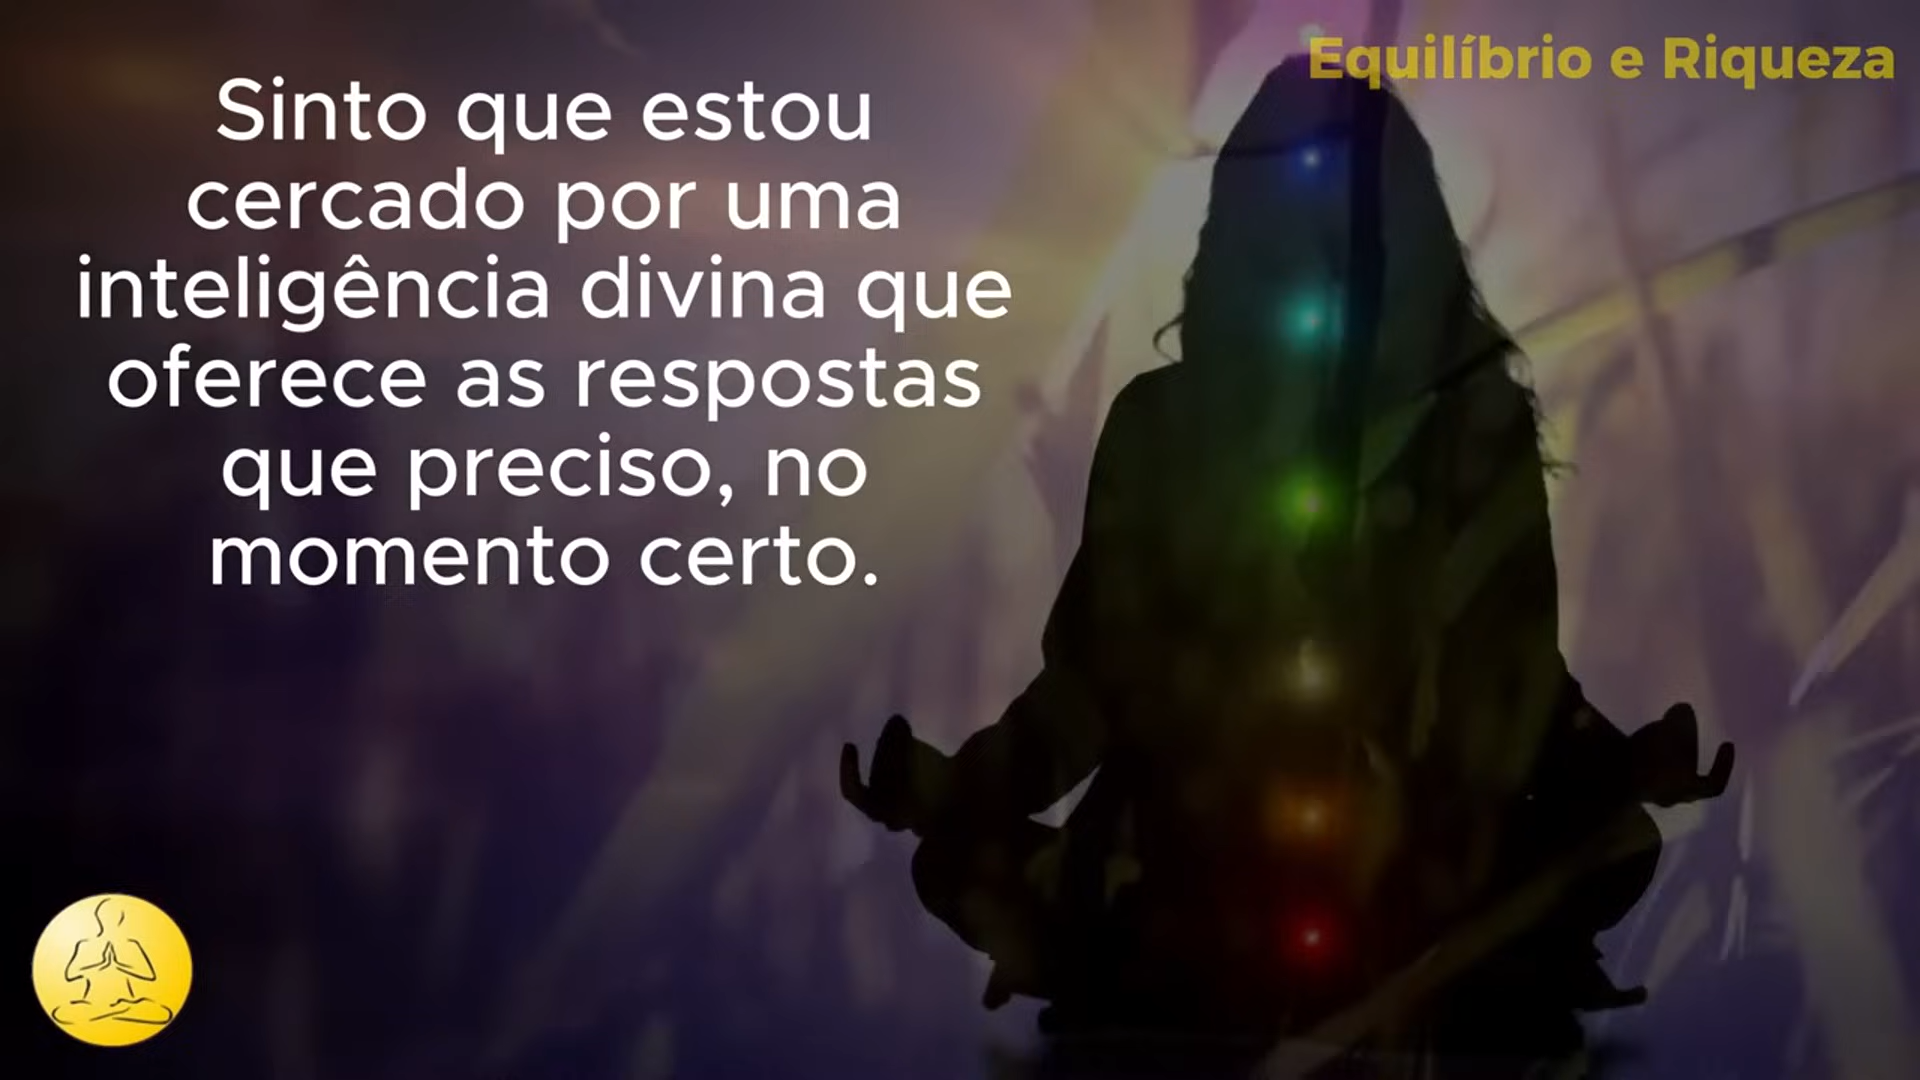 Equilíbrio e Riqueza
Sinto que estou
cercado por uma
inteligência divina que
oferece as respostas
que preciso, no
momento certo.